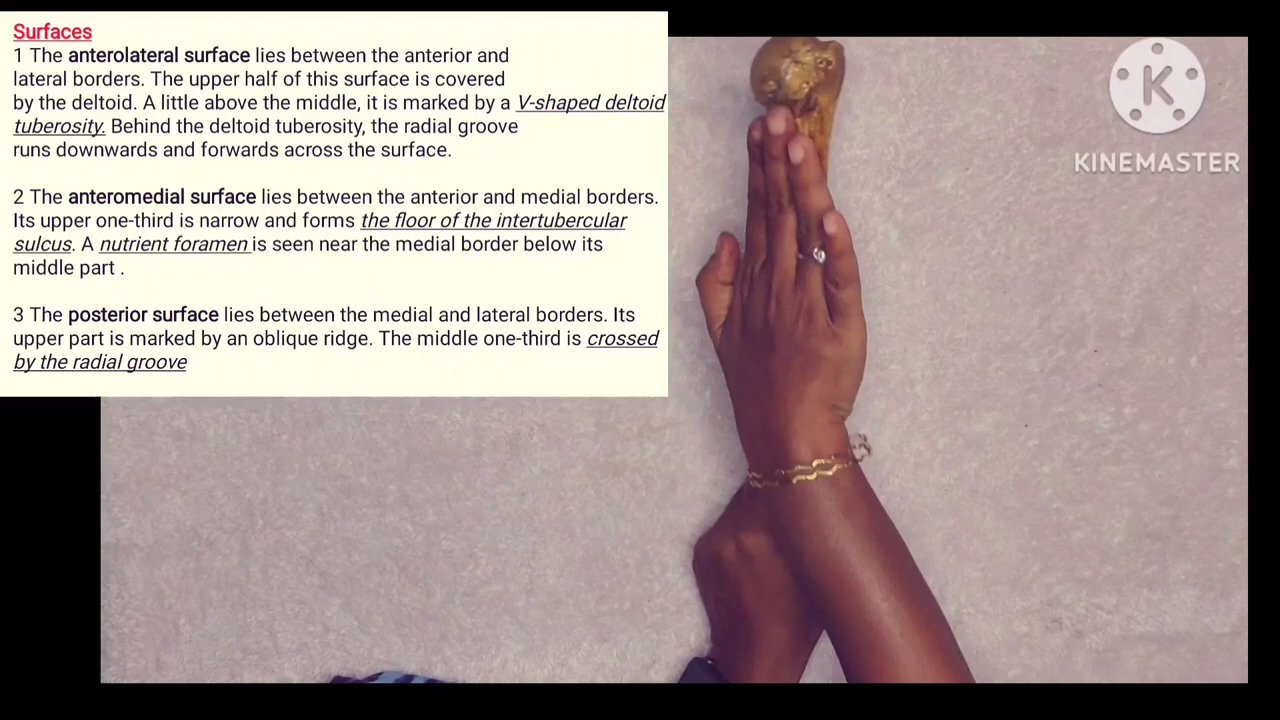 Surfaces
1 The anterolateral surface lies between the anterior and
lateral borders. The upper half of this surface is covered
by the deltoid. A little above the middle, it is marked by a V-shaped deltoid
tuberosity. Behind the deltoid tuberosity, the radial groove
runs downwards and forwards across the surface.
2 The anteromedial surface lies between the anterior and medial borders.
Its upper one-third is narrow and forms the floor of the intertubercular
sulcus. A nutrient foramen is seen near the medial border below its
middle part .
3 The posterior surface lies between the medial and lateral borders. Its
upper part is marked by an oblique ridge. The middle one-third is crossed
by the radial groove
K
KINEMASTER